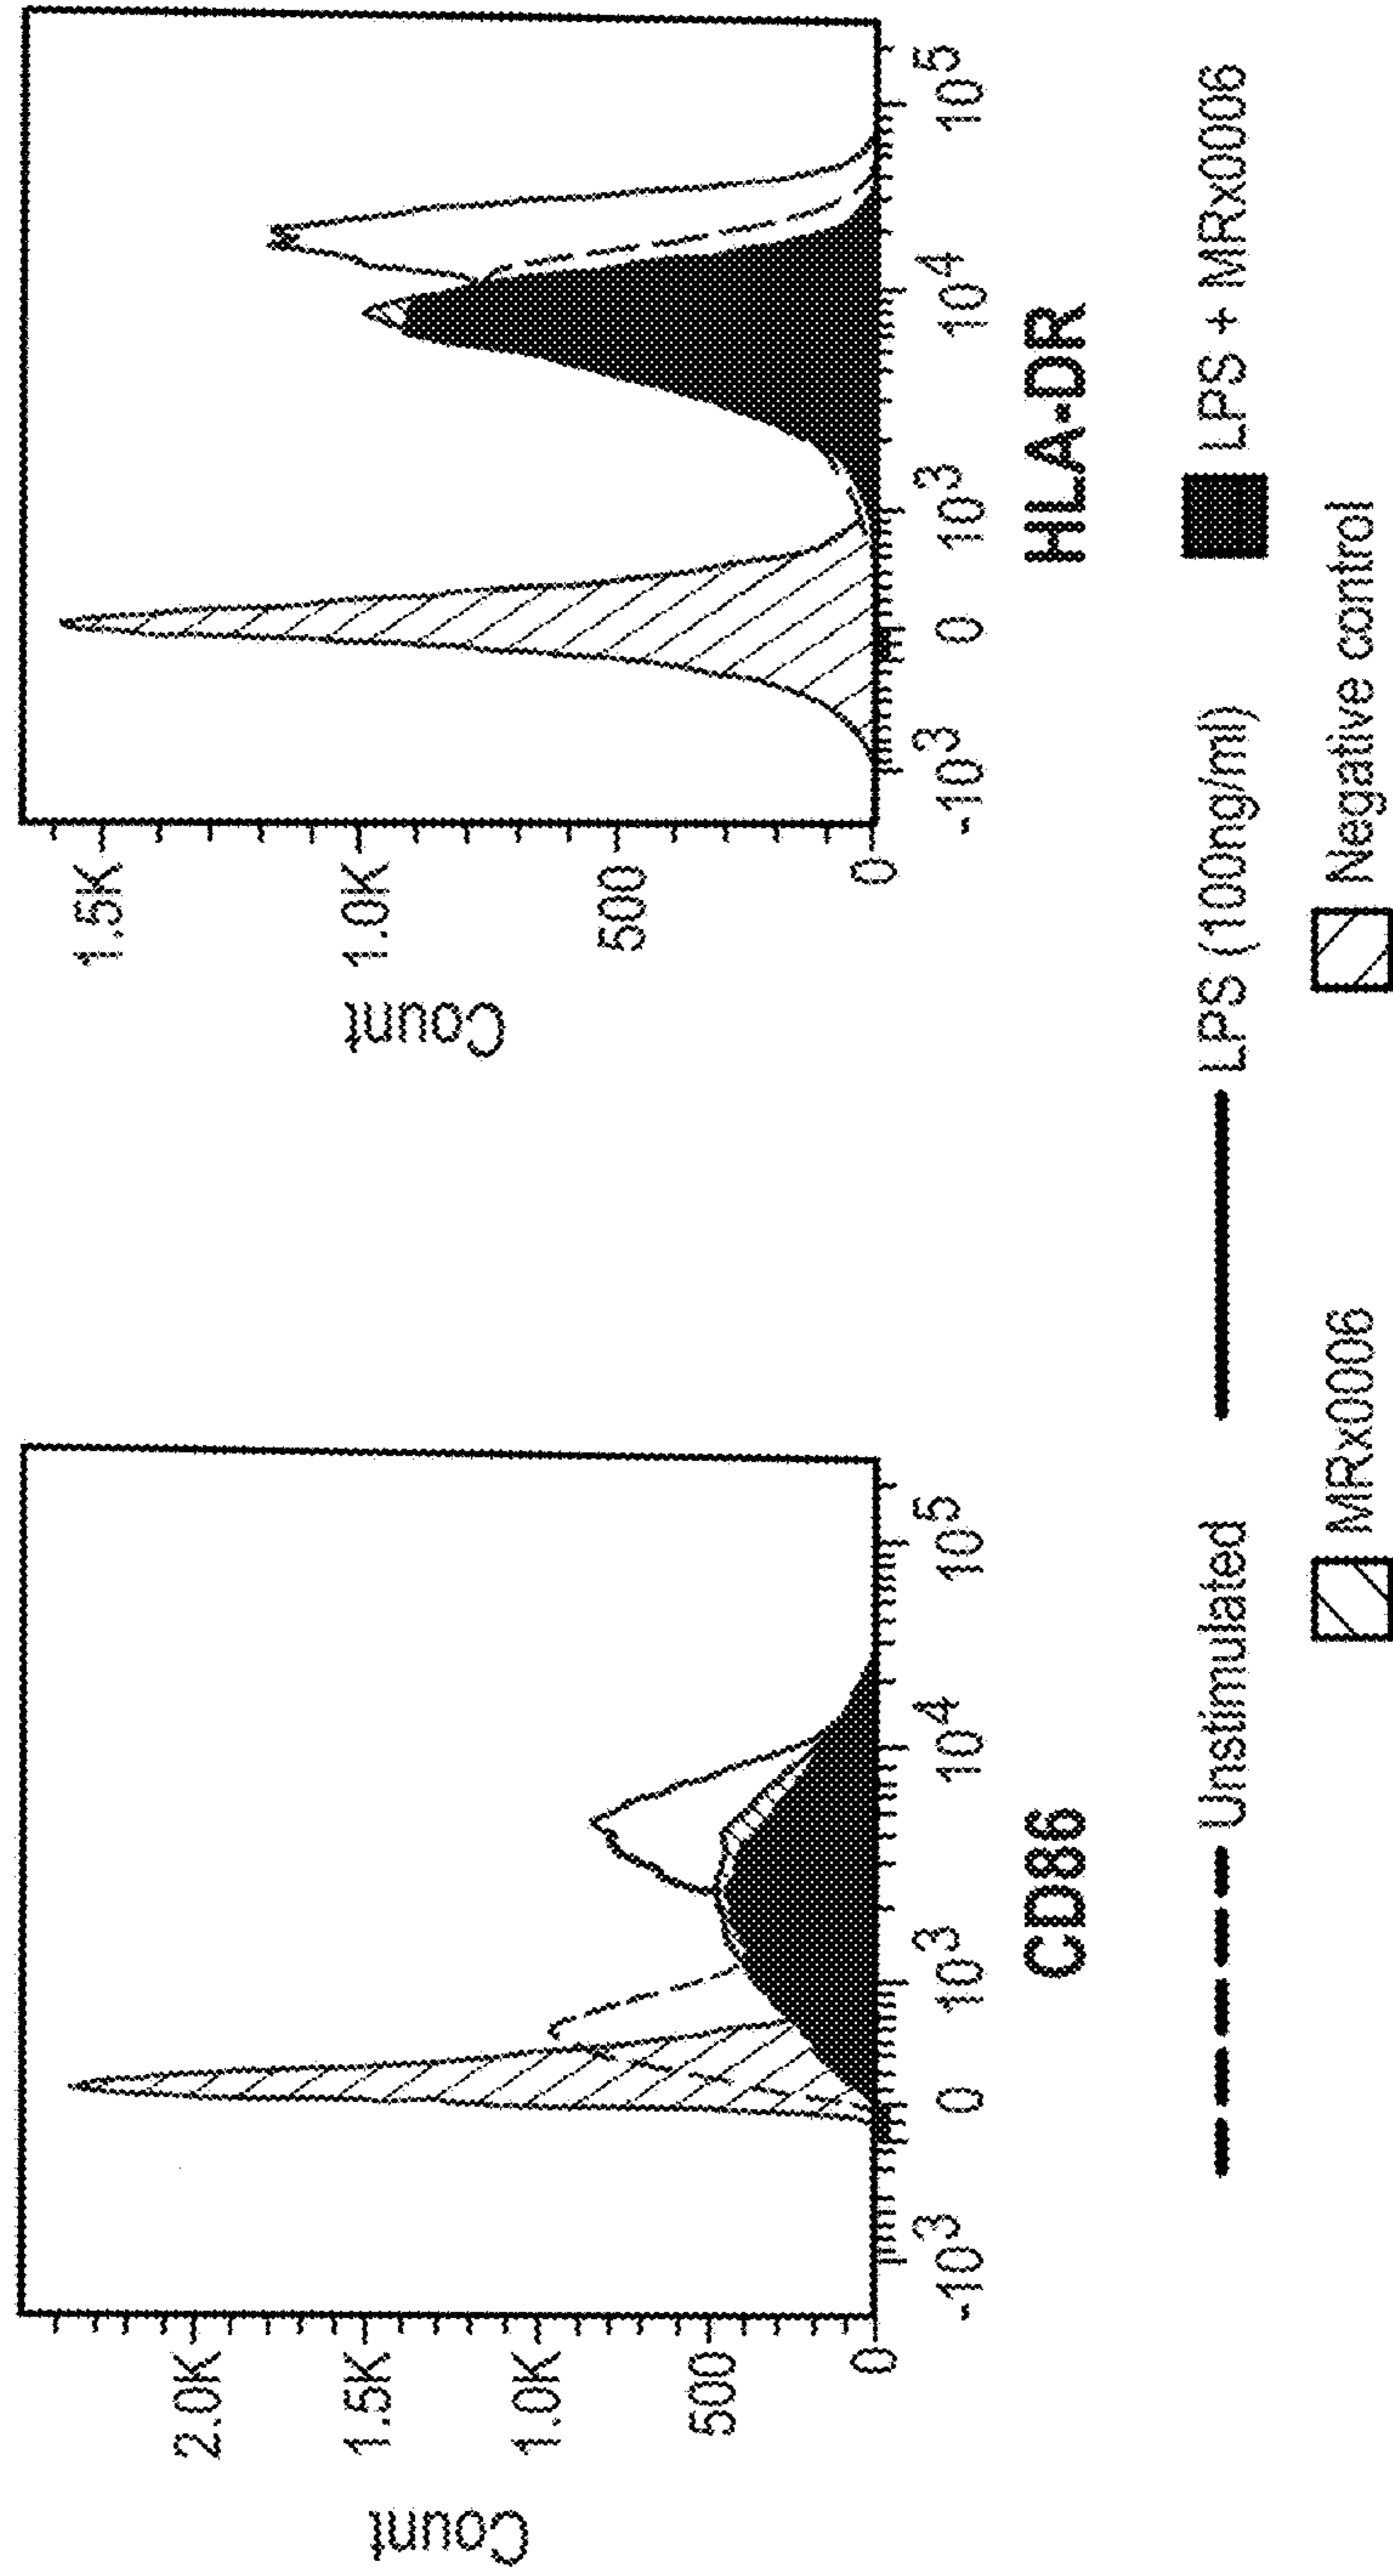 Count
2.0K
1.5K
1.0K
500
0
-10³ 0 10³ 10⁴ 10⁵
CD86
Count
1.5K
1.0K
500
0
-10³ 0 10³ 10⁴ 10⁵
HLA-DR
Unstimulated LPS (100ng/ml) LPS + MRx0006
MRx0006 Negative control